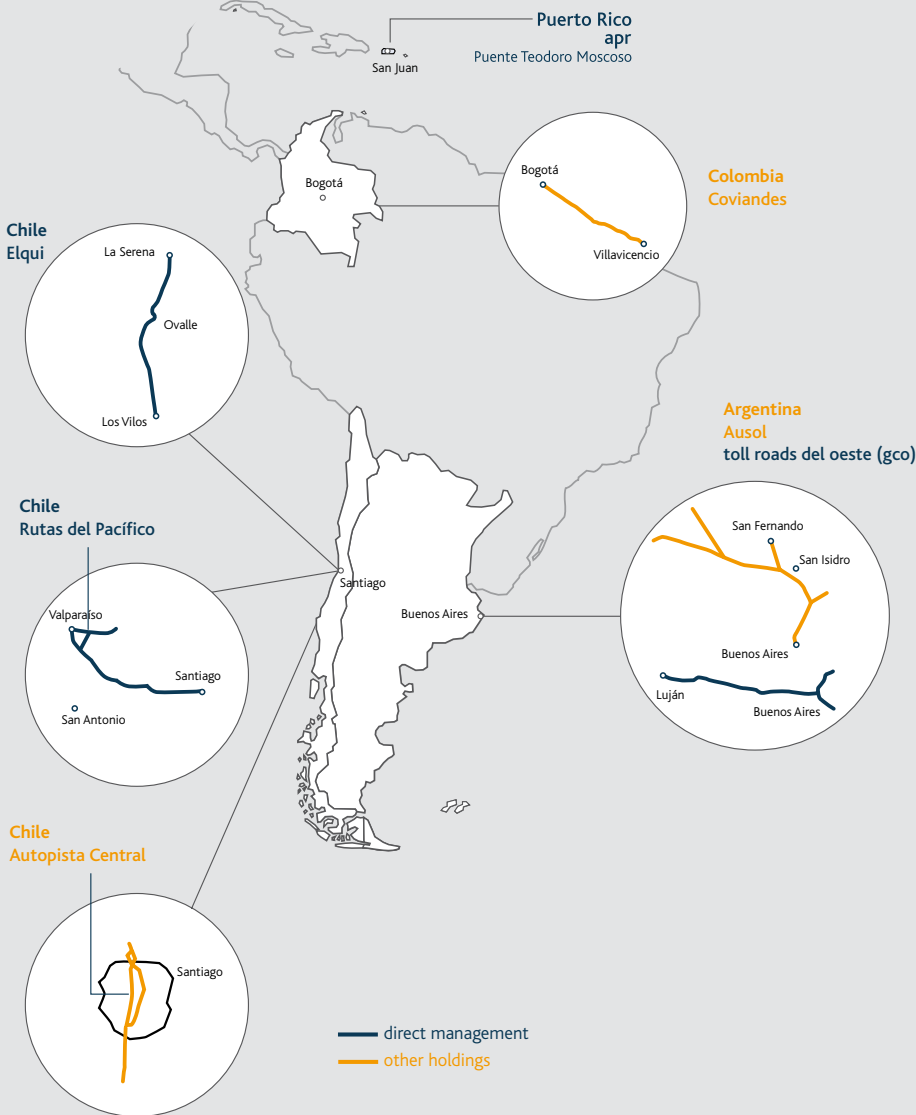 Puerto Rico
apr
Puente Teodoro Moscoso
San Juan
Bogotá
Bogotá
Villavicencio
Colombia
Coviandes
Chile
Elqui
La Serena
Ovalle
Los Vilos
Argentina
Ausol
toll roads del oeste (gco)
San Fernando
San Isidro
Buenos Aires
Luján
Buenos Aires
Chile
Rutas del Pacífico
Valparaíso
Santiago
San Antonio
Santiago
Buenos Aires
Chile
Autopista Central
Santiago
direct management
other holdings